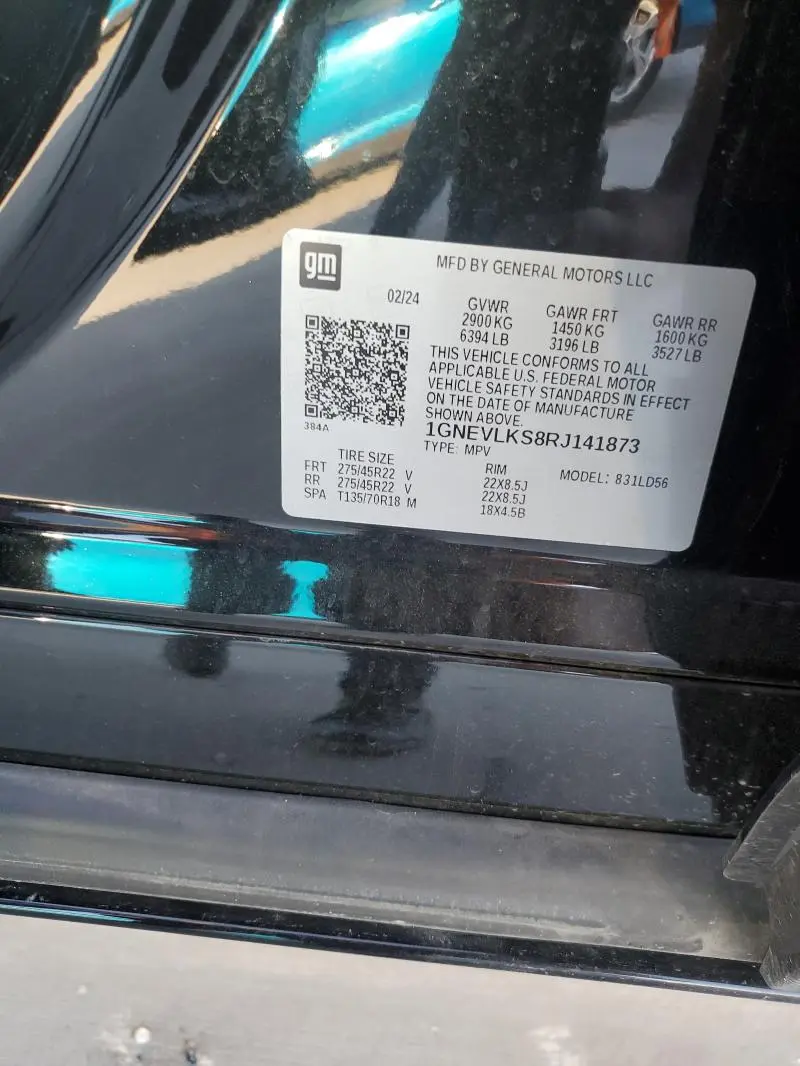 gm
MFD BY GENERAL MOTORS LLC
02/24
GVWR GAWR FRT GAWR RR
2900 KG 1450 KG 1600 KG
6394 LB 3196 LB 3527 LB
THIS VEHICLE CONFORMS TO ALL
APPLICABLE U.S. FEDERAL MOTOR
VEHICLE SAFETY STANDARDS IN EFFECT
ON THE DATE OF MANUFACTURE
SHOWN ABOVE.
384A
1GNEVLKS8RJ141873
TYPE: MPV
TIRE SIZE RIM MODEL: 831LD56
FRT 275/45R22 V 22X8.5J
RR 275/45R22 V 22X8.5J
SPA T135/70R18 M 18X4.5B